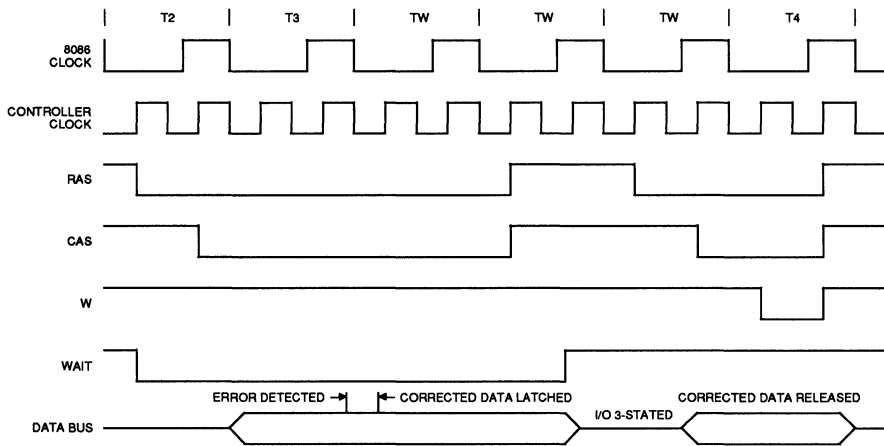 T2 T3 TW TW TW T4
8086
CLOCK
CONTROLLER
CLOCK
RAS
CAS
W
WAIT
ERROR DETECTED CORRECTED DATA LATCHED
I/O 3-STATED
CORRECTED DATA RELEASED
DATA BUS